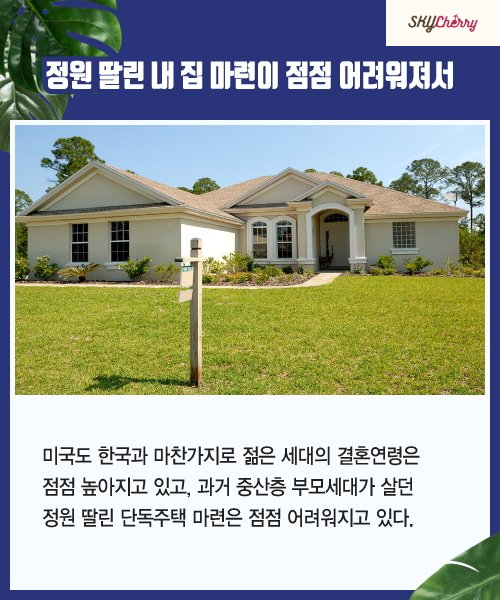 SKYCherry
정원 딸린 내 집 마련이 점점 어려워져서
미국도 한국과 마찬가지로 젊은 세대의 결혼연령은
점점 높아지고 있고, 과거 중산층 부모세대가 살던
정원 딸린 단독주택 마련은 점점 어려워지고 있다.